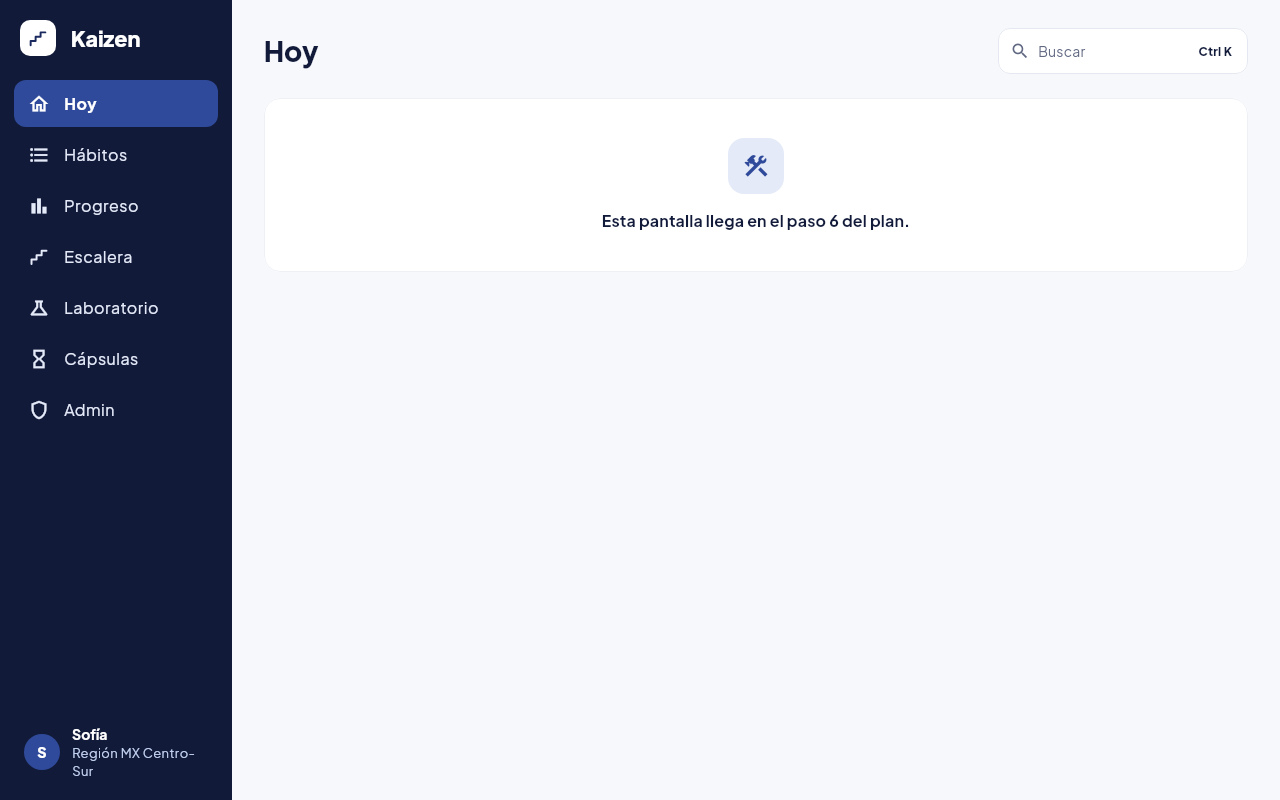 Kaizen
Hoy
Hábitos
Progreso
Escalera
Laboratorio
Cápsulas
Admin
S
Sofía
Región MX Centro-
Sur
Hoy
Buscar
Ctrl K
Esta pantalla llega en el paso 6 del plan.